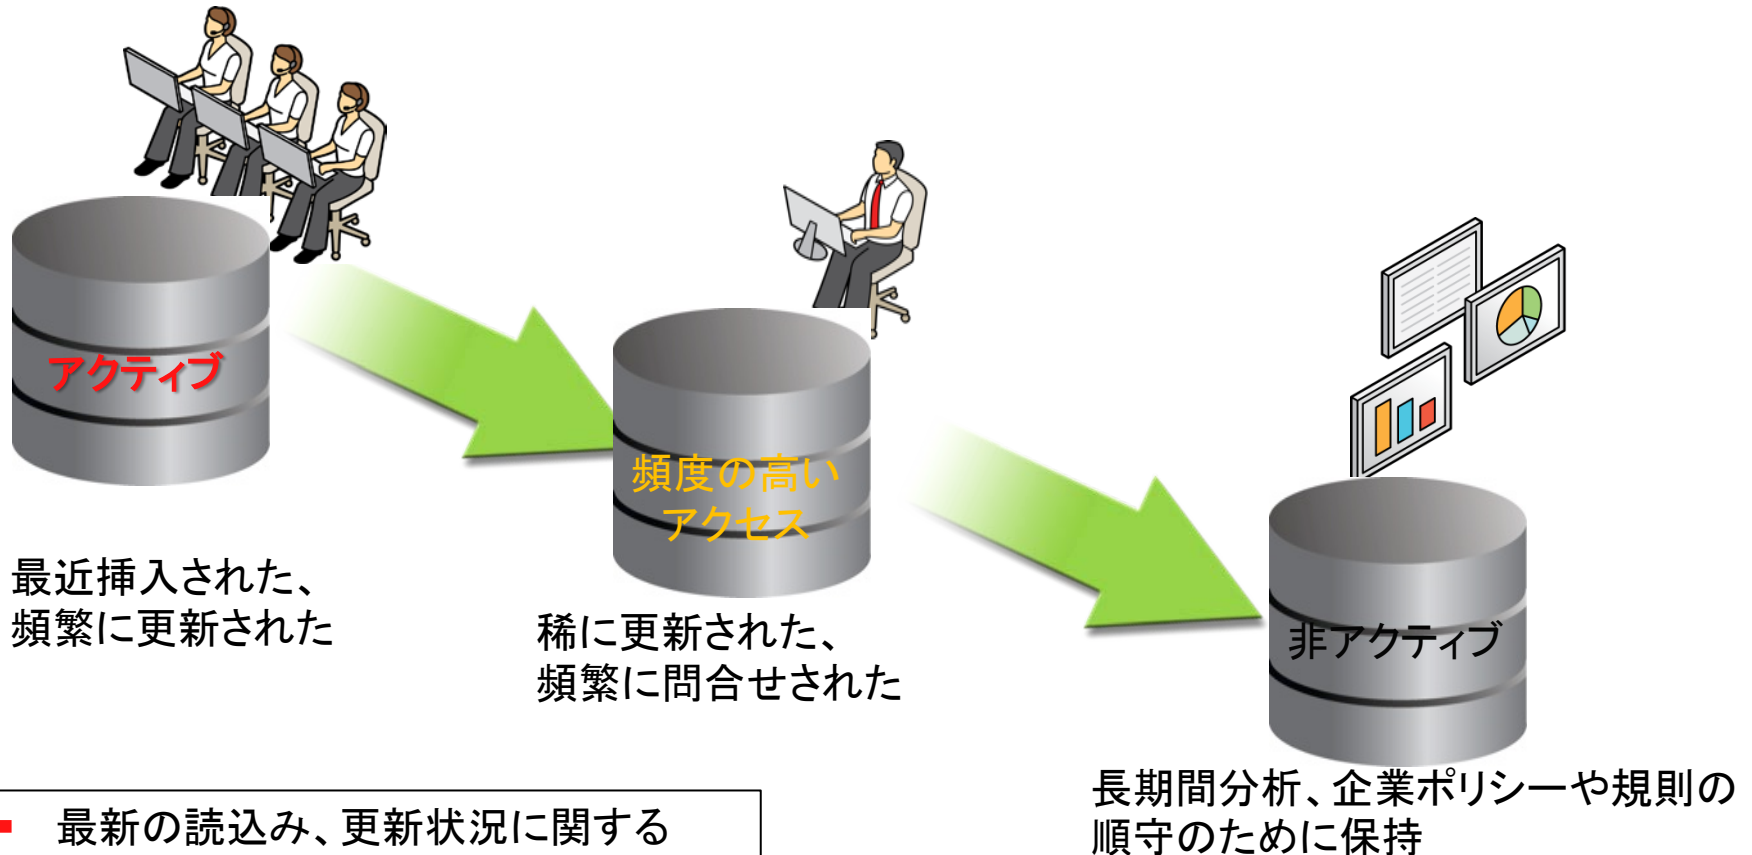 アクティブ
最近挿入された、
頻繁に更新された
頻度の高い
アクセス
稀に更新された、
頻繁に問合せされた
非アクティブ
長期間分析、企業ポリシーや規則の
順守のために保持
▪ 最新の読込み、更新状況に関する